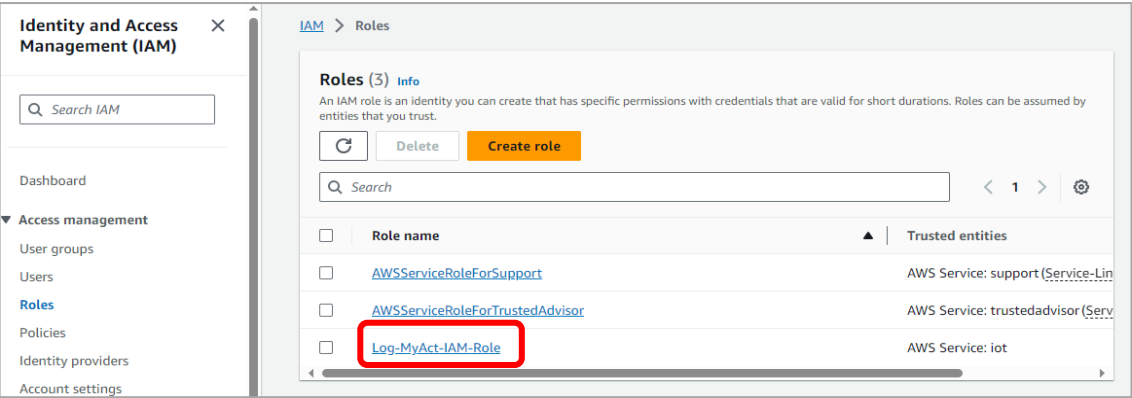 Identity and Access
Management (IAM)
Search IAM
Dashboard
Access management
User groups
Users
Roles
Policies
Identity providers
Account settings
IAM > Roles
Roles (3) Info
An IAM role is an identity you can create that has specific permissions with credentials that are valid for short durations. Roles can be assumed by
entities that you trust.
Delete Create role
Search
1
Role name Trusted entities
AWSServiceRoleForSupport AWS Service: support (Service-Lin
AWSServiceRoleForTrustedAdvisor AWS Service: trustedadvisor (Serv
Log-MyAct-IAM-Role AWS Service: iot